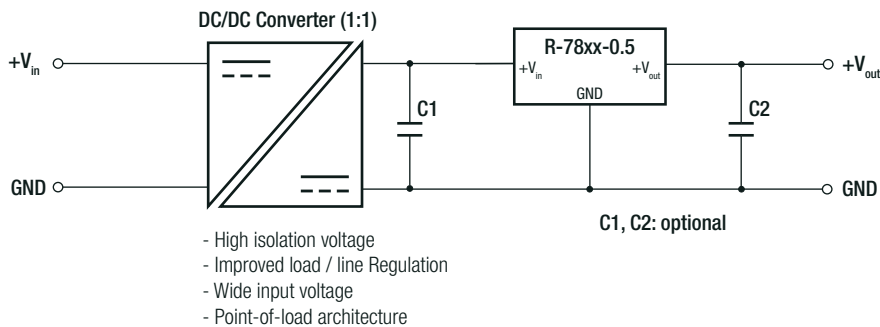 DC/DC Converter (1:1)
+Vin
R-78xx-0.5
+Vin
+Vout
GND
+Vout
C1
C2
GND
GND
C1, C2: optional
- High isolation voltage
- Improved load / line Regulation
- Wide input voltage
- Point-of-load architecture